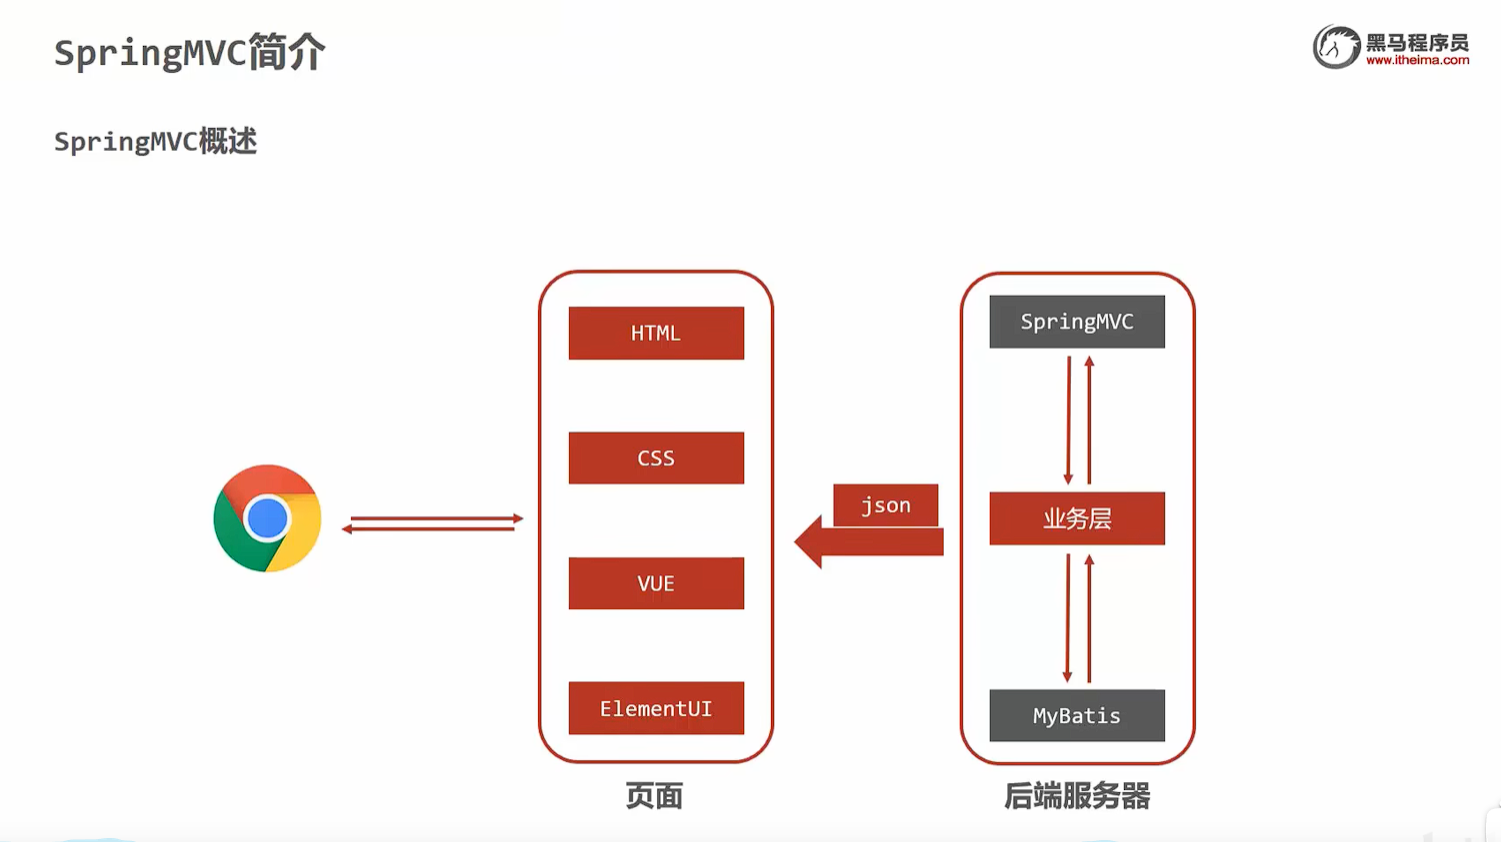 SpringMVC简介
黑马程序员
www.itheima.com
SpringMVC概述
HTML
CSS
VUE
ElementUI
页面
json
SpringMVC
业务层
MyBatis
后端服务器